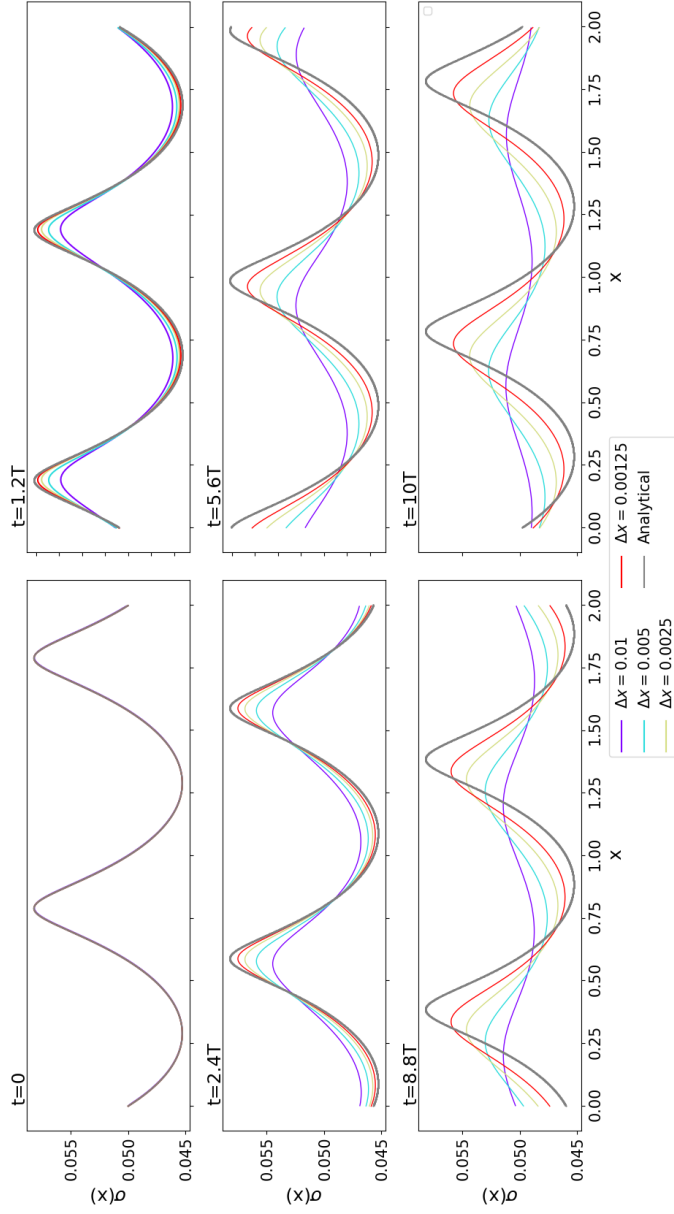 t=0
t=1.2T
σ(x)
0.055
0.050
0.045
t=2.4T
t=5.6T
σ(x)
0.055
0.050
0.045
t=8.8T
t=10T
σ(x)
0.055
0.050
0.045
0.00 0.25 0.50 0.75 1.00 1.25 1.50 1.75 2.00
0.00 0.25 0.50 0.75 1.00 1.25 1.50 1.75 2.00
x
x
Δx = 0.01
Δx = 0.005
Δx = 0.0025
Δx = 0.00125
Analytical